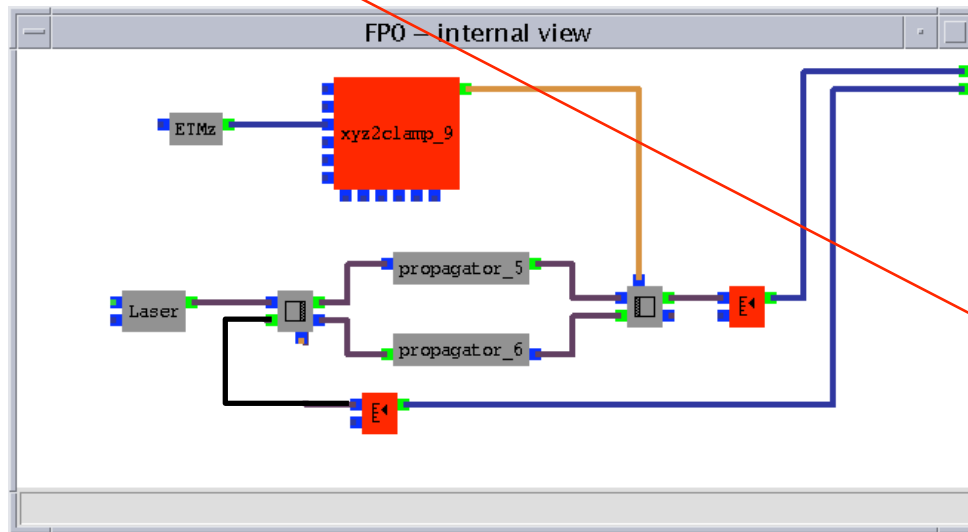 FP0 – internal view
ETMz
xyz2clamp_9
propagator_5
Laser
propagator_6